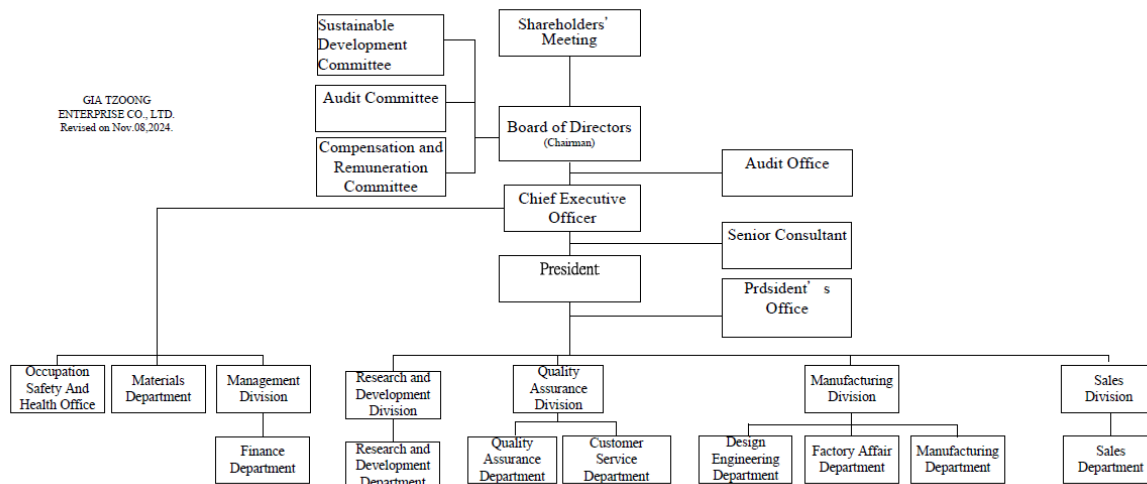 GIA TZOONG
ENTERPRISE CO., LTD.
Revised on Nov.08,2024.
Sustainable
Development
Committee
Audit Committee
Compensation and
Remuneration
Committee
Shareholders'
Meeting
Board of Directors
(Chairman)
Audit Office
Chief Executive
Officer
Senior Consultant
President
Prdsident's
Office
Occupation
Safety And
Health Office
Materials
Department
Management
Division
Research and
Development
Division
Quality
Assurance
Division
Manufacturing
Division
Sales
Division
Finance
Department
Research and
Development
Department
Quality
Assurance
Department
Customer
Service
Department
Design
Engineering
Department
Factory Affair
Department
Manufacturing
Department
Sales
Department